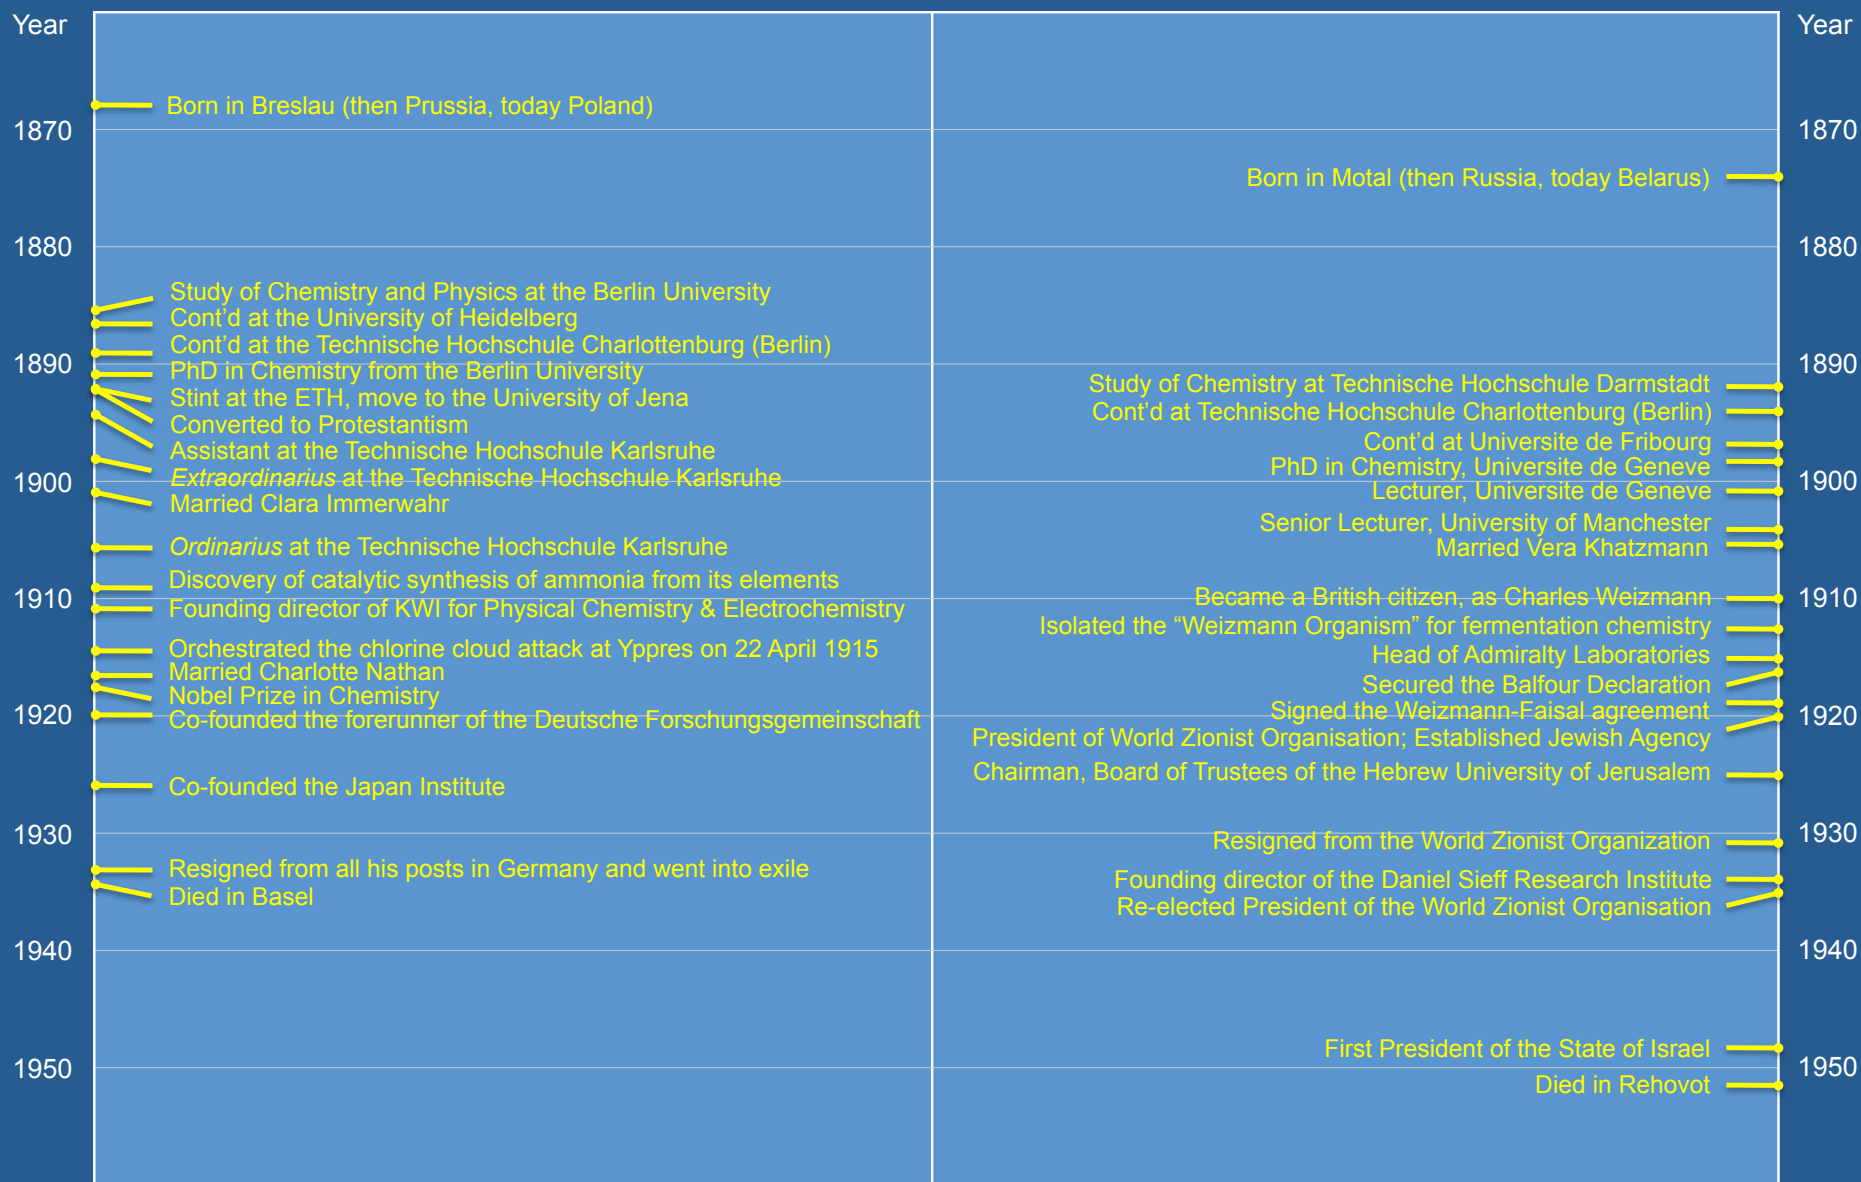 Year
Year
Born in Breslau (then Prussia, today Poland)
1870
1870
Born in Motal (then Russia, today Belarus)
1880
1880
Study of Chemistry and Physics at the Berlin University
Cont’d at the University of Heidelberg
Cont’d at the Technische Hochschule Charlottenburg (Berlin)
1890
1890
PhD in Chemistry from the Berlin University
Stint at the ETH, move to the University of Jena
Converted to Protestantism
Assistant at the Technische Hochschule Karlsruhe
Extraordinarius at the Technische Hochschule Karlsruhe
1900
Married Clara Immerwahr
Ordinarius at the Technische Hochschule Karlsruhe
Discovery of catalytic synthesis of ammonia from its elements
1910
Founding director of KWI for Physical Chemistry & Electrochemistry
Orchestrated the chlorine cloud attack at Yppres on 22 April 1915
Married Charlotte Nathan
Nobel Prize in Chemistry
1920
Co-founded the forerunner of the Deutsche Forschungsgemeinschaft
Co-founded the Japan Institute
1930
Resigned from all his posts in Germany and went into exile
Died in Basel
1940
1950
Study of Chemistry at Technische Hochschule Darmstadt
Cont’d at Technische Hochschule Charlottenburg (Berlin)
Cont’d at Universite de Fribourg
PhD in Chemistry, Universite de Geneve
1900
Lecturer, Universite de Geneve
Senior Lecturer, University of Manchester
Married Vera Khatzmann
Became a British citizen, as Charles Weizmann
1910
Isolated the “Weizmann Organism” for fermentation chemistry
Head of Admiralty Laboratories
Secured the Balfour Declaration
Signed the Weizmann-Faisal agreement
1920
President of World Zionist Organisation; Established Jewish Agency
Chairman, Board of Trustees of the Hebrew University of Jerusalem
1930
Resigned from the World Zionist Organization
Founding director of the Daniel Sieff Research Institute
Re-elected President of the World Zionist Organisation
1940
First President of the State of Israel
1950
Died in Rehovot